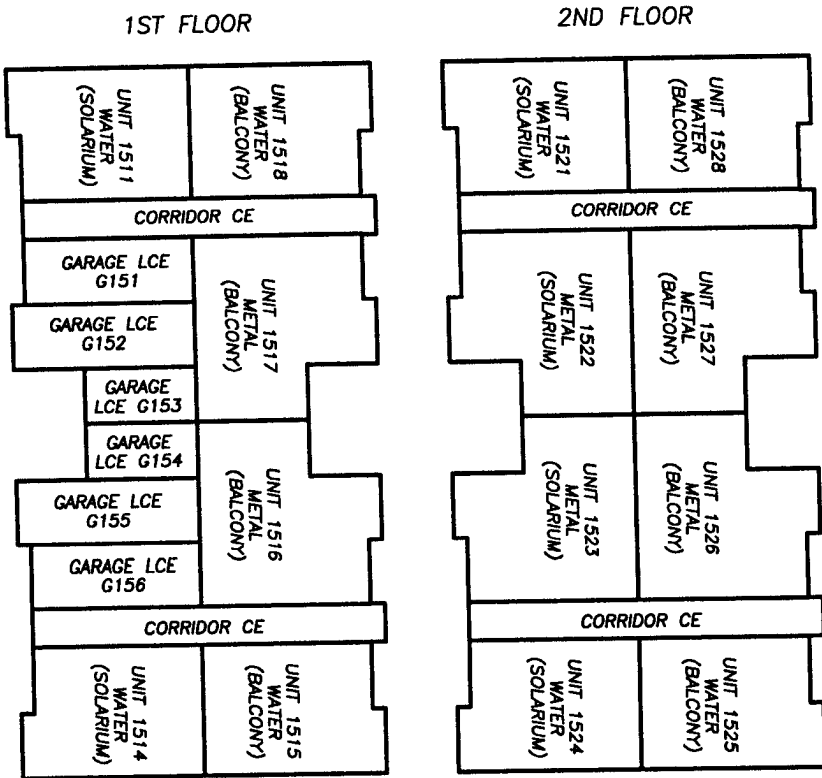 1ST FLOOR
UNIT 1511
WATER
(SOLARIUM)
UNIT 1518
WATER
(BALCONY)
CORRIDOR CE
GARAGE LCE
G151
GARAGE LCE
G152
GARAGE
LCE G153
GARAGE
LCE G154
GARAGE LCE
G155
GARAGE LCE
G156
UNIT 1517
METAL
(BALCONY)
UNIT 1516
METAL
(BALCONY)
CORRIDOR CE
UNIT 1514
WATER
(SOLARIUM)
UNIT 1515
WATER
(BALCONY)
2ND FLOOR
UNIT 1521
WATER
(SOLARIUM)
UNIT 1528
WATER
(BALCONY)
CORRIDOR CE
UNIT 1522
METAL
(SOLARIUM)
UNIT 1527
METAL
(BALCONY)
UNIT 1523
METAL
(SOLARIUM)
UNIT 1526
METAL
(BALCONY)
CORRIDOR CE
UNIT 1524
WATER
(SOLARIUM)
UNIT 1525
WATER
(BALCONY)